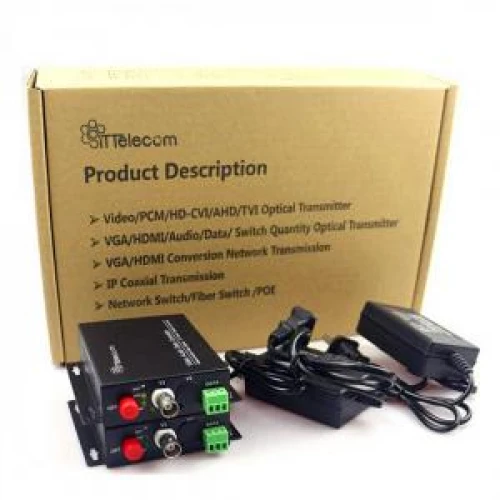 OiTTelecom
Product Description
➤ Video/PCM/HD-CVI/AHD/TVI Optical Transmitter
➤ VGA/HDMI/Audio/Data/ Switch Quantity Optical Transmitter
➤ VGA/HDMI Conversion Network Transmission
➤ IP Coaxial Transmission
➤ Network Switch/Fiber Switch /POE